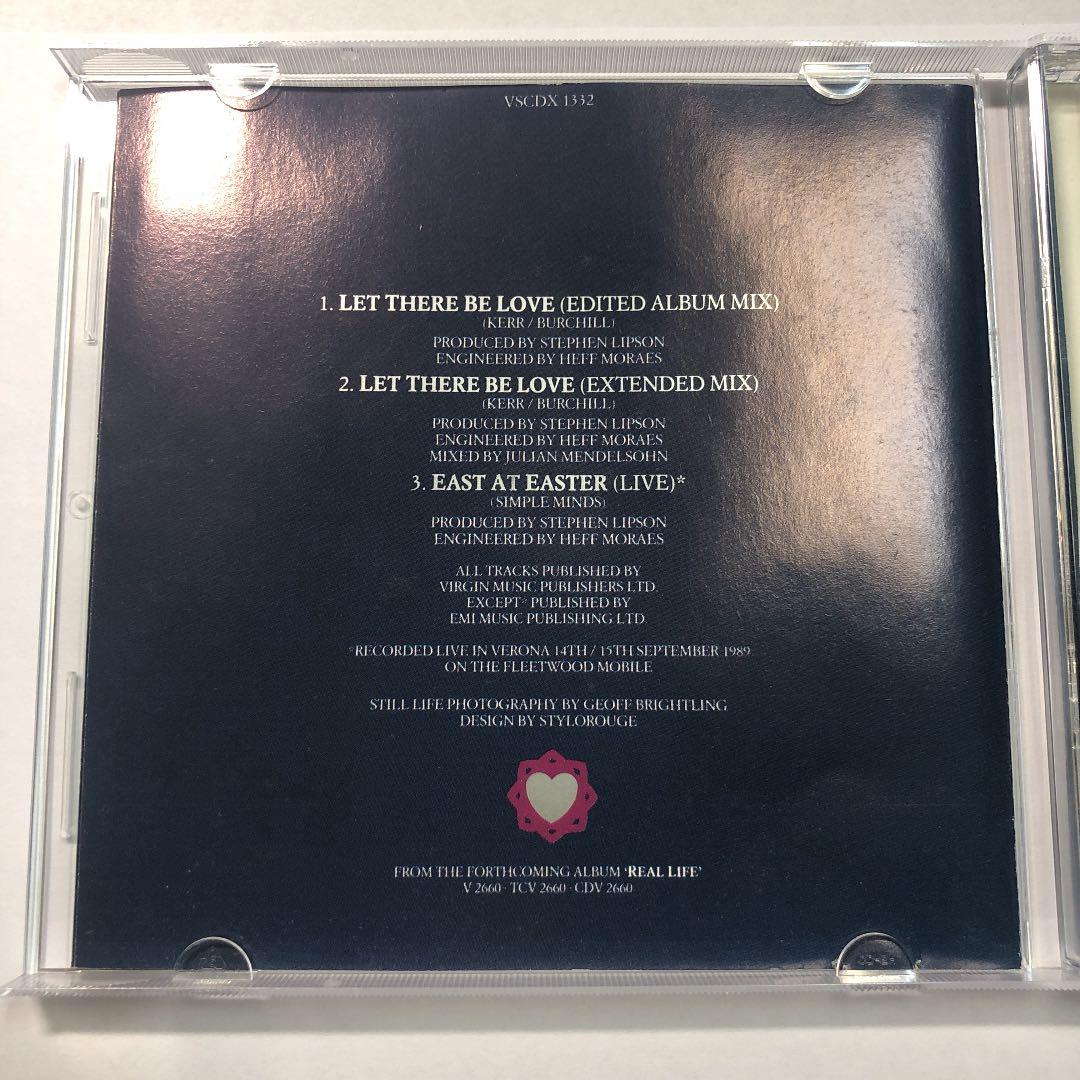 VSCDX 1332
1. LET THERE BE LOVE (EDITED ALBUM MIX)
(KERR / BURCHILL)
PRODUCED BY STEPHEN LIPSON
ENGINEERED BY HEFF MORAES
2. LET THERE BE LOVE (EXTENDED MIX)
(KERR / BURCHILL)
PRODUCED BY STEPHEN LIPSON
ENGINEERED BY HEFF MORAES
MIXED BY JULIAN MENDELSOHN
3. EAST AT EASTER (LIVE)*
(SIMPLE MINDS)
PRODUCED BY STEPHEN LIPSON
ENGINEERED BY HEFF MORAES
ALL TRACKS PUBLISHED BY
VIRGIN MUSIC PUBLISHERS LTD.
EXCEPT* PUBLISHED BY
EMI MUSIC PUBLISHING LTD.
*RECORDED LIVE IN VERONA 14TH / 15TH SEPTEMBER 1989
ON THE FLEETWOOD MOBILE
STILL LIFE PHOTOGRAPHY BY GEOFF BRIGHTLING
DESIGN BY STYLOROUGE
FROM THE FORTHCOMING ALBUM ‘REAL LIFE’
V 2660 · TCV 2660 · CDV 2660